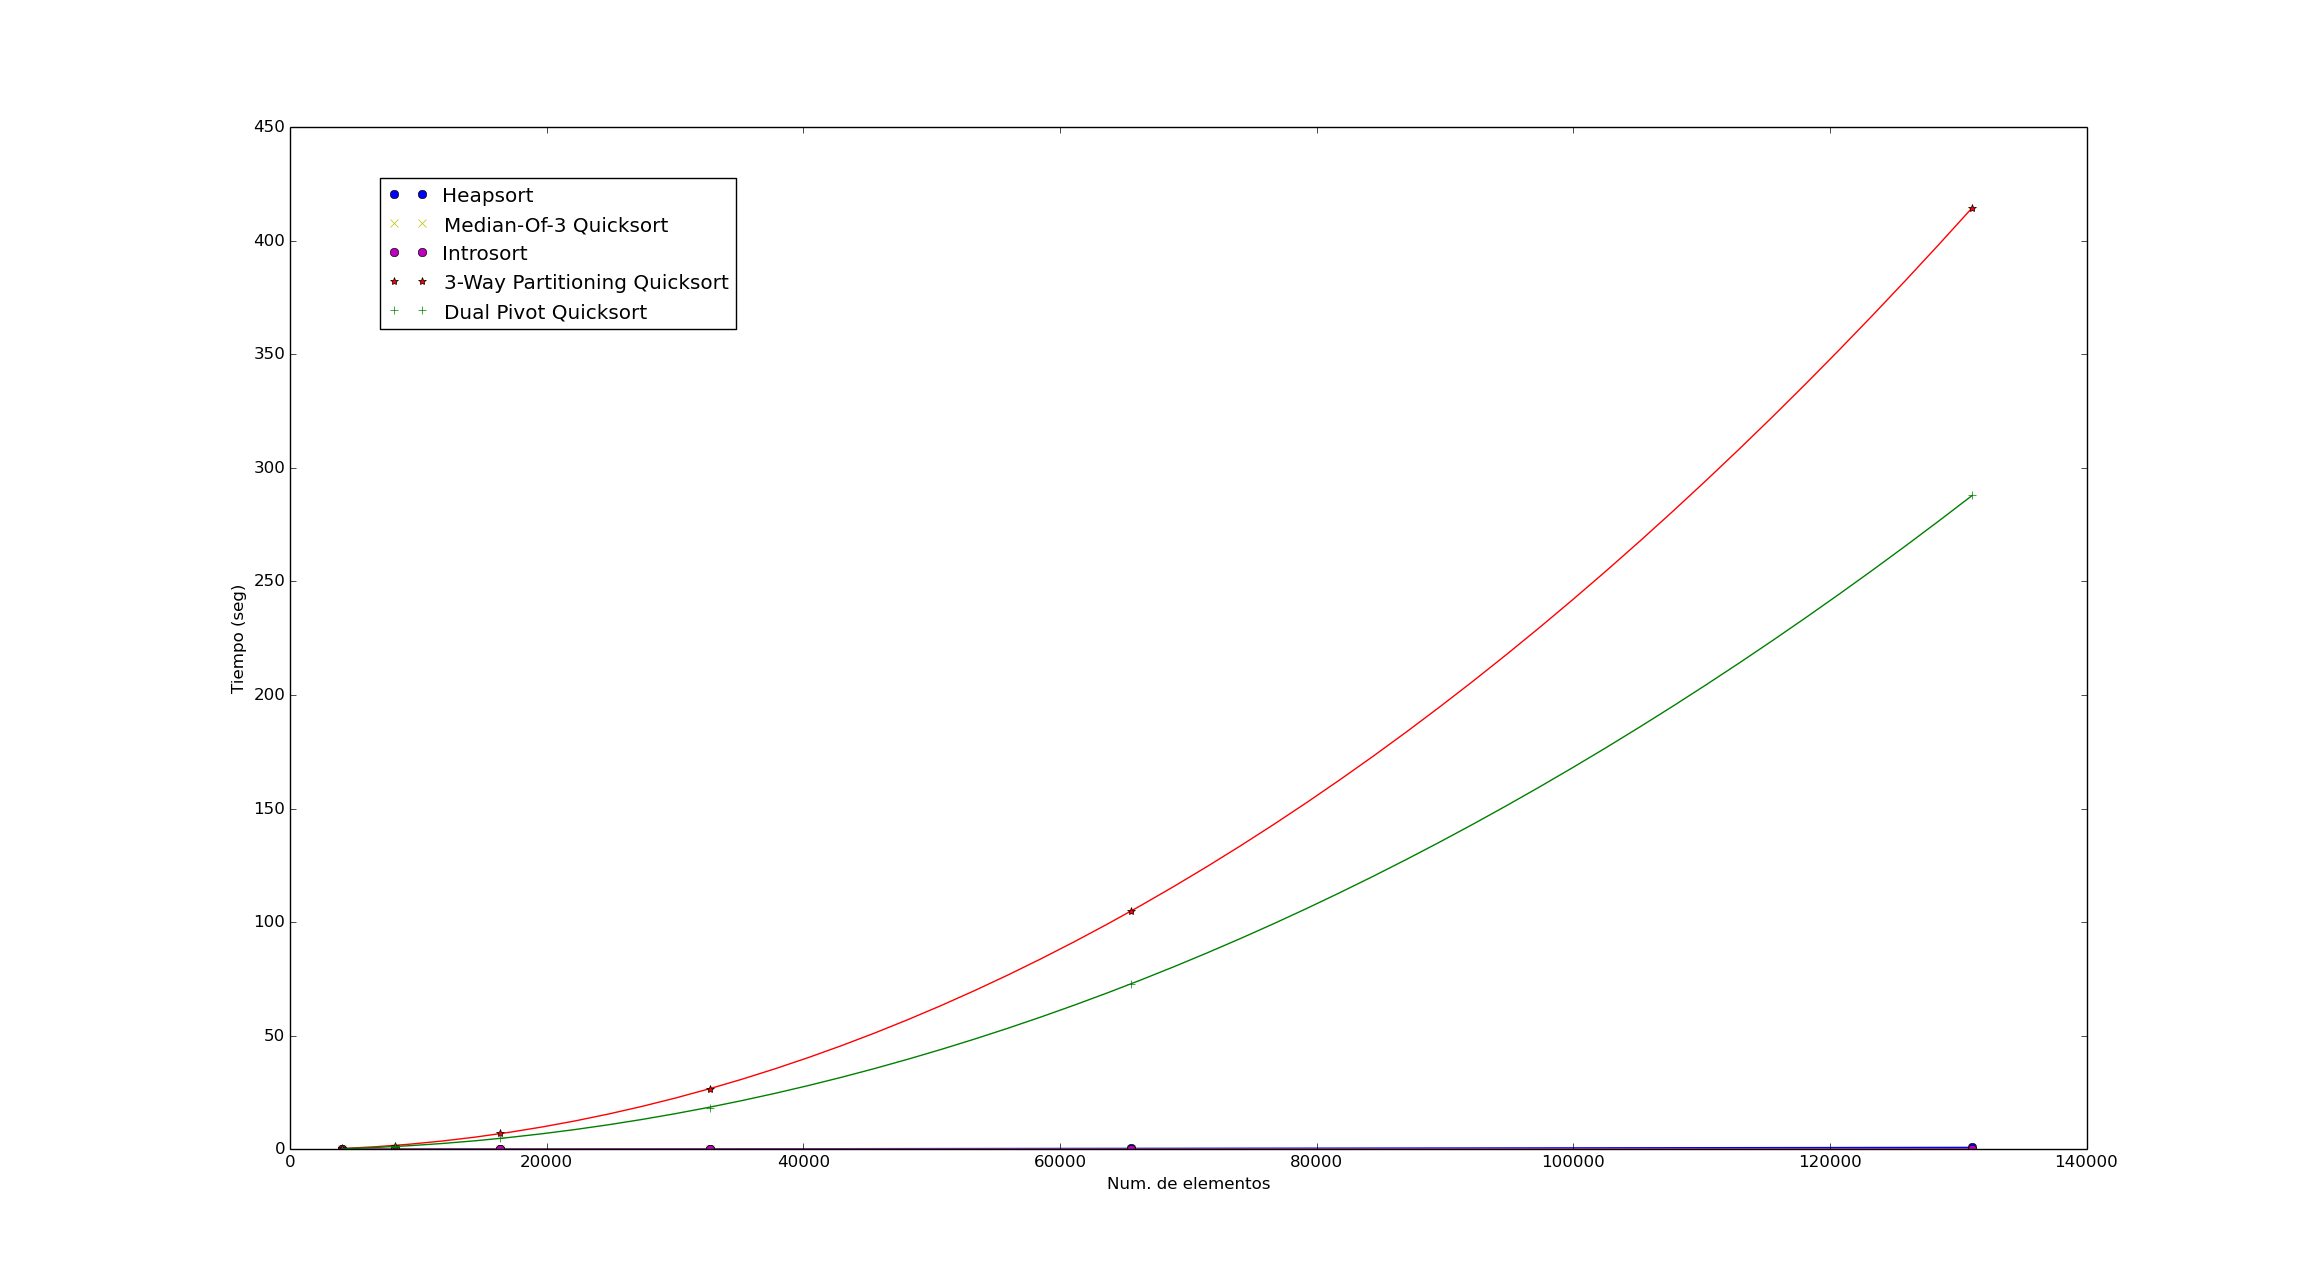 450
400
350
300
250
200
150
100
50
0
Tiempo (seg)
Heapsort
Median-Of-3 Quicksort
Introsort
3-Way Partitioning Quicksort
Dual Pivot Quicksort
0 20000 40000 60000 80000 100000 120000 140000
Num. de elementos